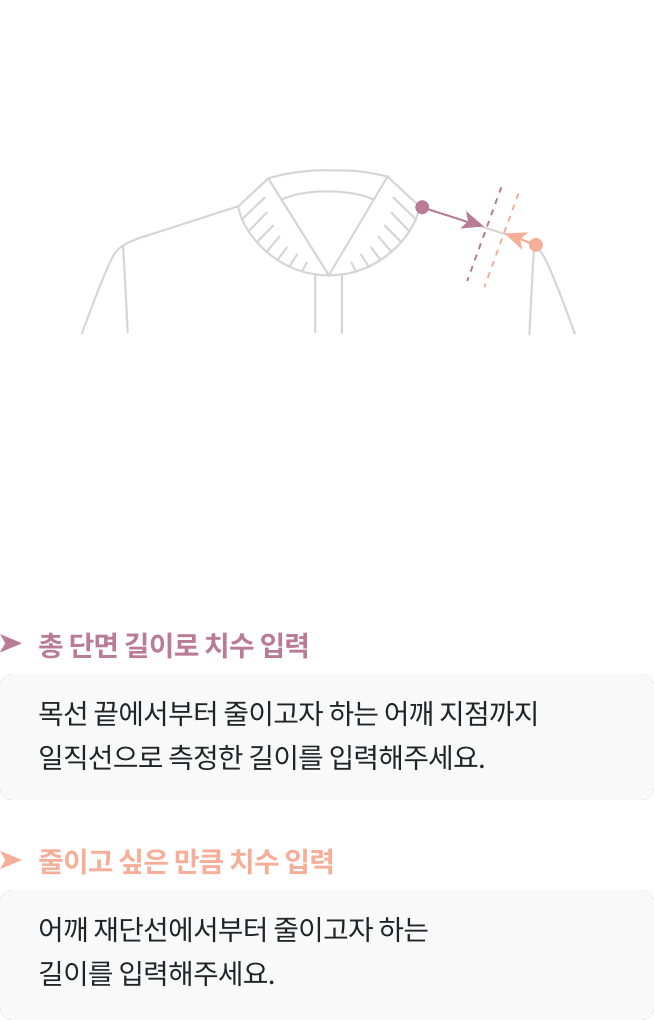 총 단면 길이로 치수 입력
목선 끝에서부터 줄이고자 하는 어깨 지점까지
일직선으로 측정한 길이를 입력해주세요.
줄이고 싶은 만큼 치수 입력
어깨 재단선에서부터 줄이고자 하는
길이를 입력해주세요.